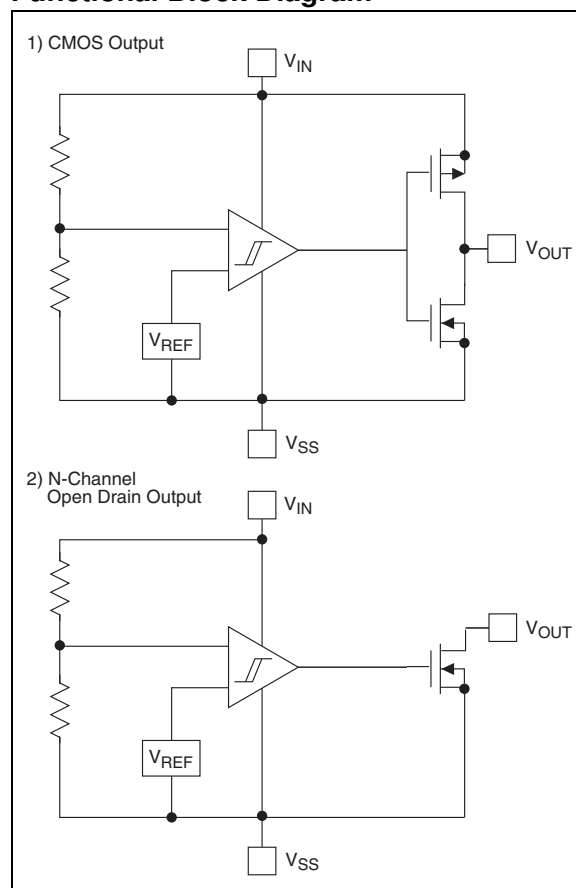 Functional Block Diagram
1) CMOS Output
VIN
VOUT
VREF
VSS
2) N-Channel
Open Drain Output
VIN
VOUT
VREF
VSS